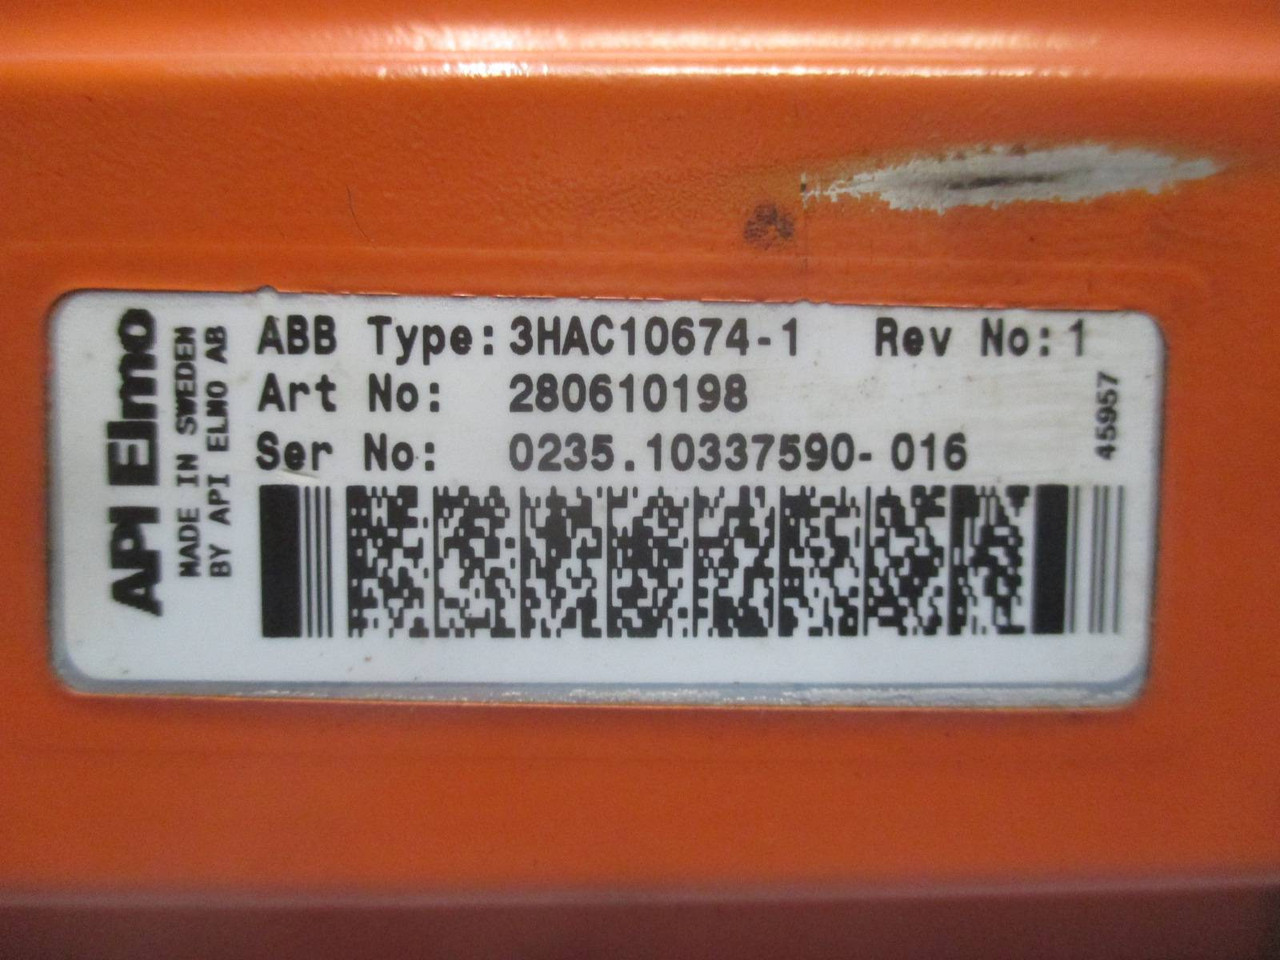 API Elmo
MADE IN SWEDEN
BY API ELMO AB
ABB Type: 3HAC10674-1 Rev No: 1
Art No: 280610198
Ser No: 0235.10337590-016
45957